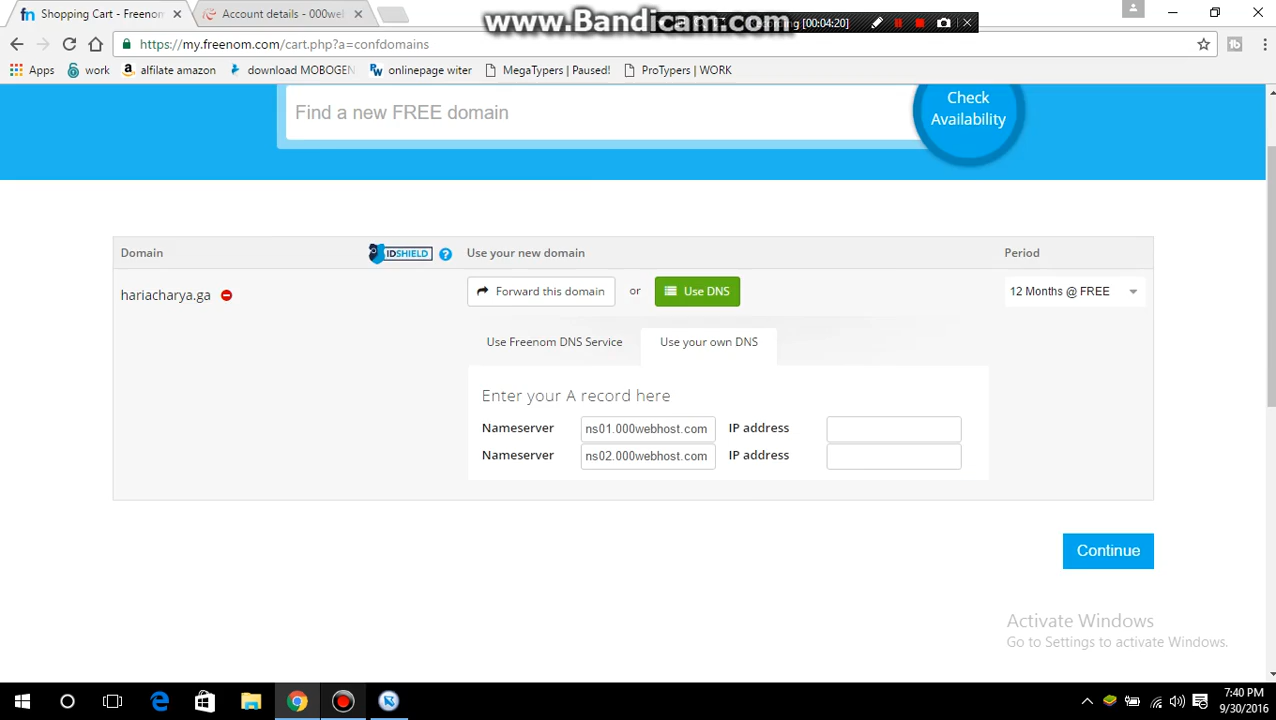 Shopping Cart - Freenom
Account details - 000web
www.Bandicam.com
[00:04:20]
https://my.freenom.com/cart.php?a=confdomains
Apps
work
alfilate amazon
download MOBOGEN
onlinepage witer
MegaTypers | Paused!
ProTypers | WORK
Find a new FREE domain
Check
Availability
Domain
IDSHIELD
?
Use your new domain
Period
hariacharya.ga
Forward this domain
or
Use DNS
12 Months @ FREE
Use Freenom DNS Service
Use your own DNS
Enter your A record here
Nameserver
ns01.000webhost.com
IP address
Nameserver
ns02.000webhost.com
IP address
Continue
Activate Windows
Go to Settings to activate Windows.
7:40 PM
9/30/2016